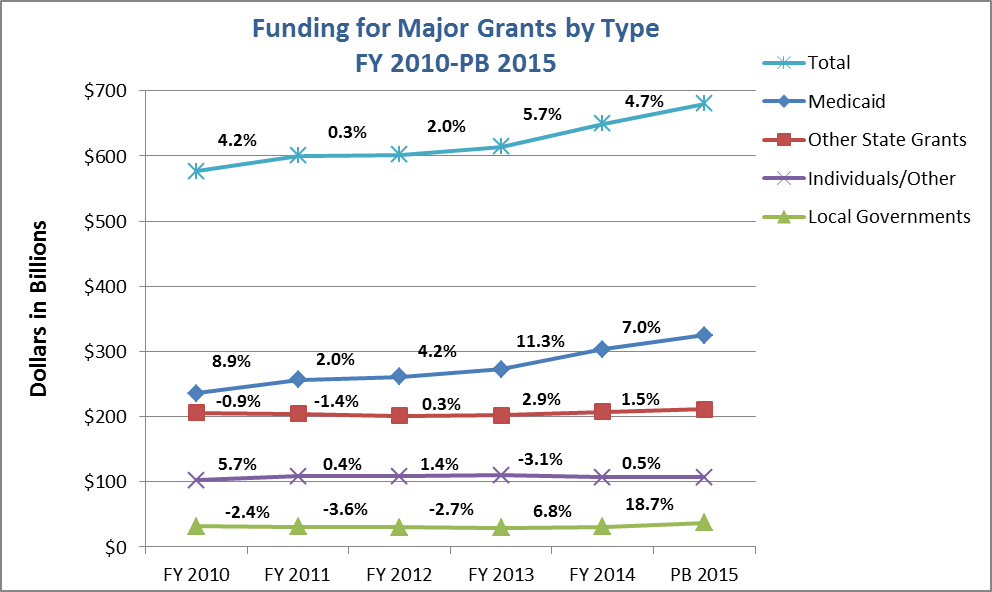 Funding for Major Grants by Type
FY 2010-PB 2015
Total
Medicaid
Other State Grants
Individuals/Other
Local Governments
Dollars in Billions
$700
$600
$500
$400
$300
$200
$100
$0
4.2%
0.3%
2.0%
5.7%
4.7%
8.9%
2.0%
4.2%
11.3%
7.0%
-0.9%
-1.4%
0.3%
2.9%
1.5%
5.7%
0.4%
1.4%
-3.1%
0.5%
-2.4%
-3.6%
-2.7%
6.8%
18.7%
FY 2010
FY 2011
FY 2012
FY 2013
FY 2014
PB 2015